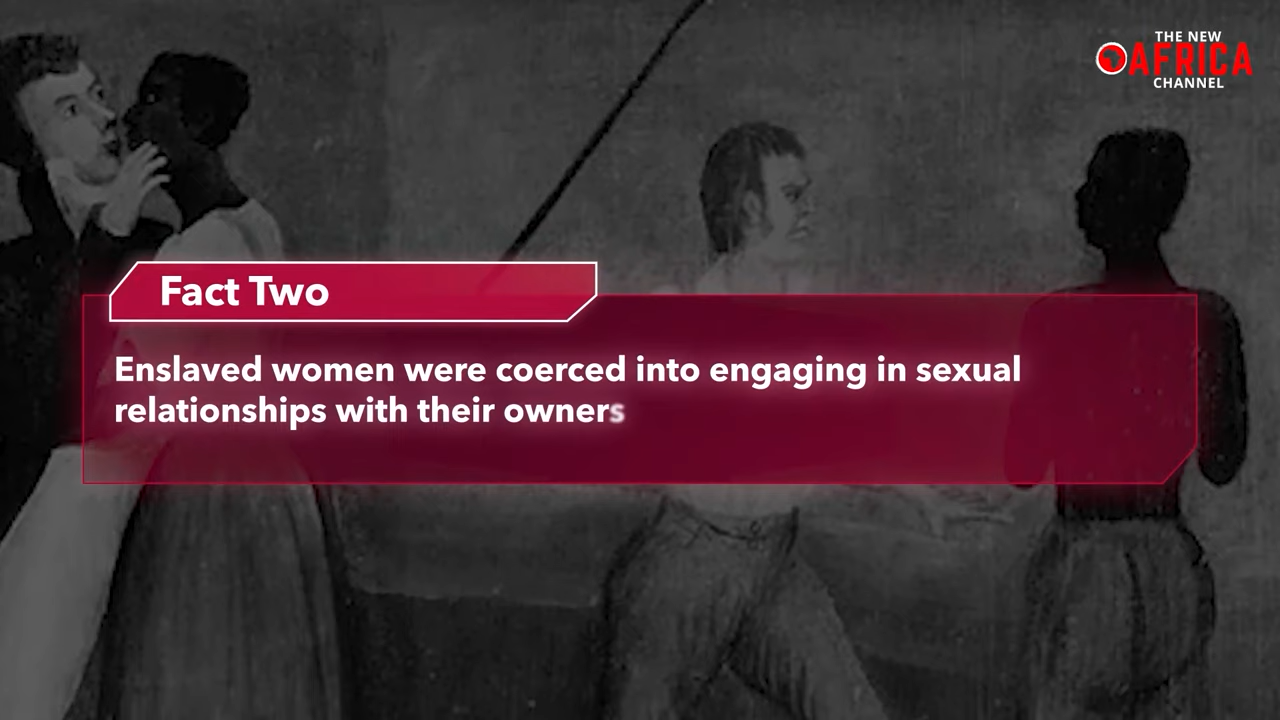 THE NEW
AFRICA
CHANNEL
Fact Two
Enslaved women were coerced into engaging in sexual
relationships with their owners